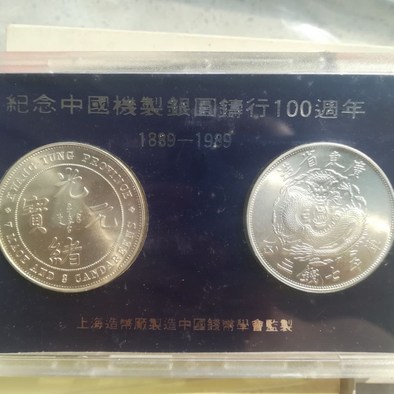 紀念中國機製銀圓鑄行100週年
1889—1989
KWANG-TUNG PROVINCE
光緒元寶
7 MACE AND 3 CANDAREENS
廣東省造
庫平七錢三分
上海造幣廠製造中國錢幣學會監製